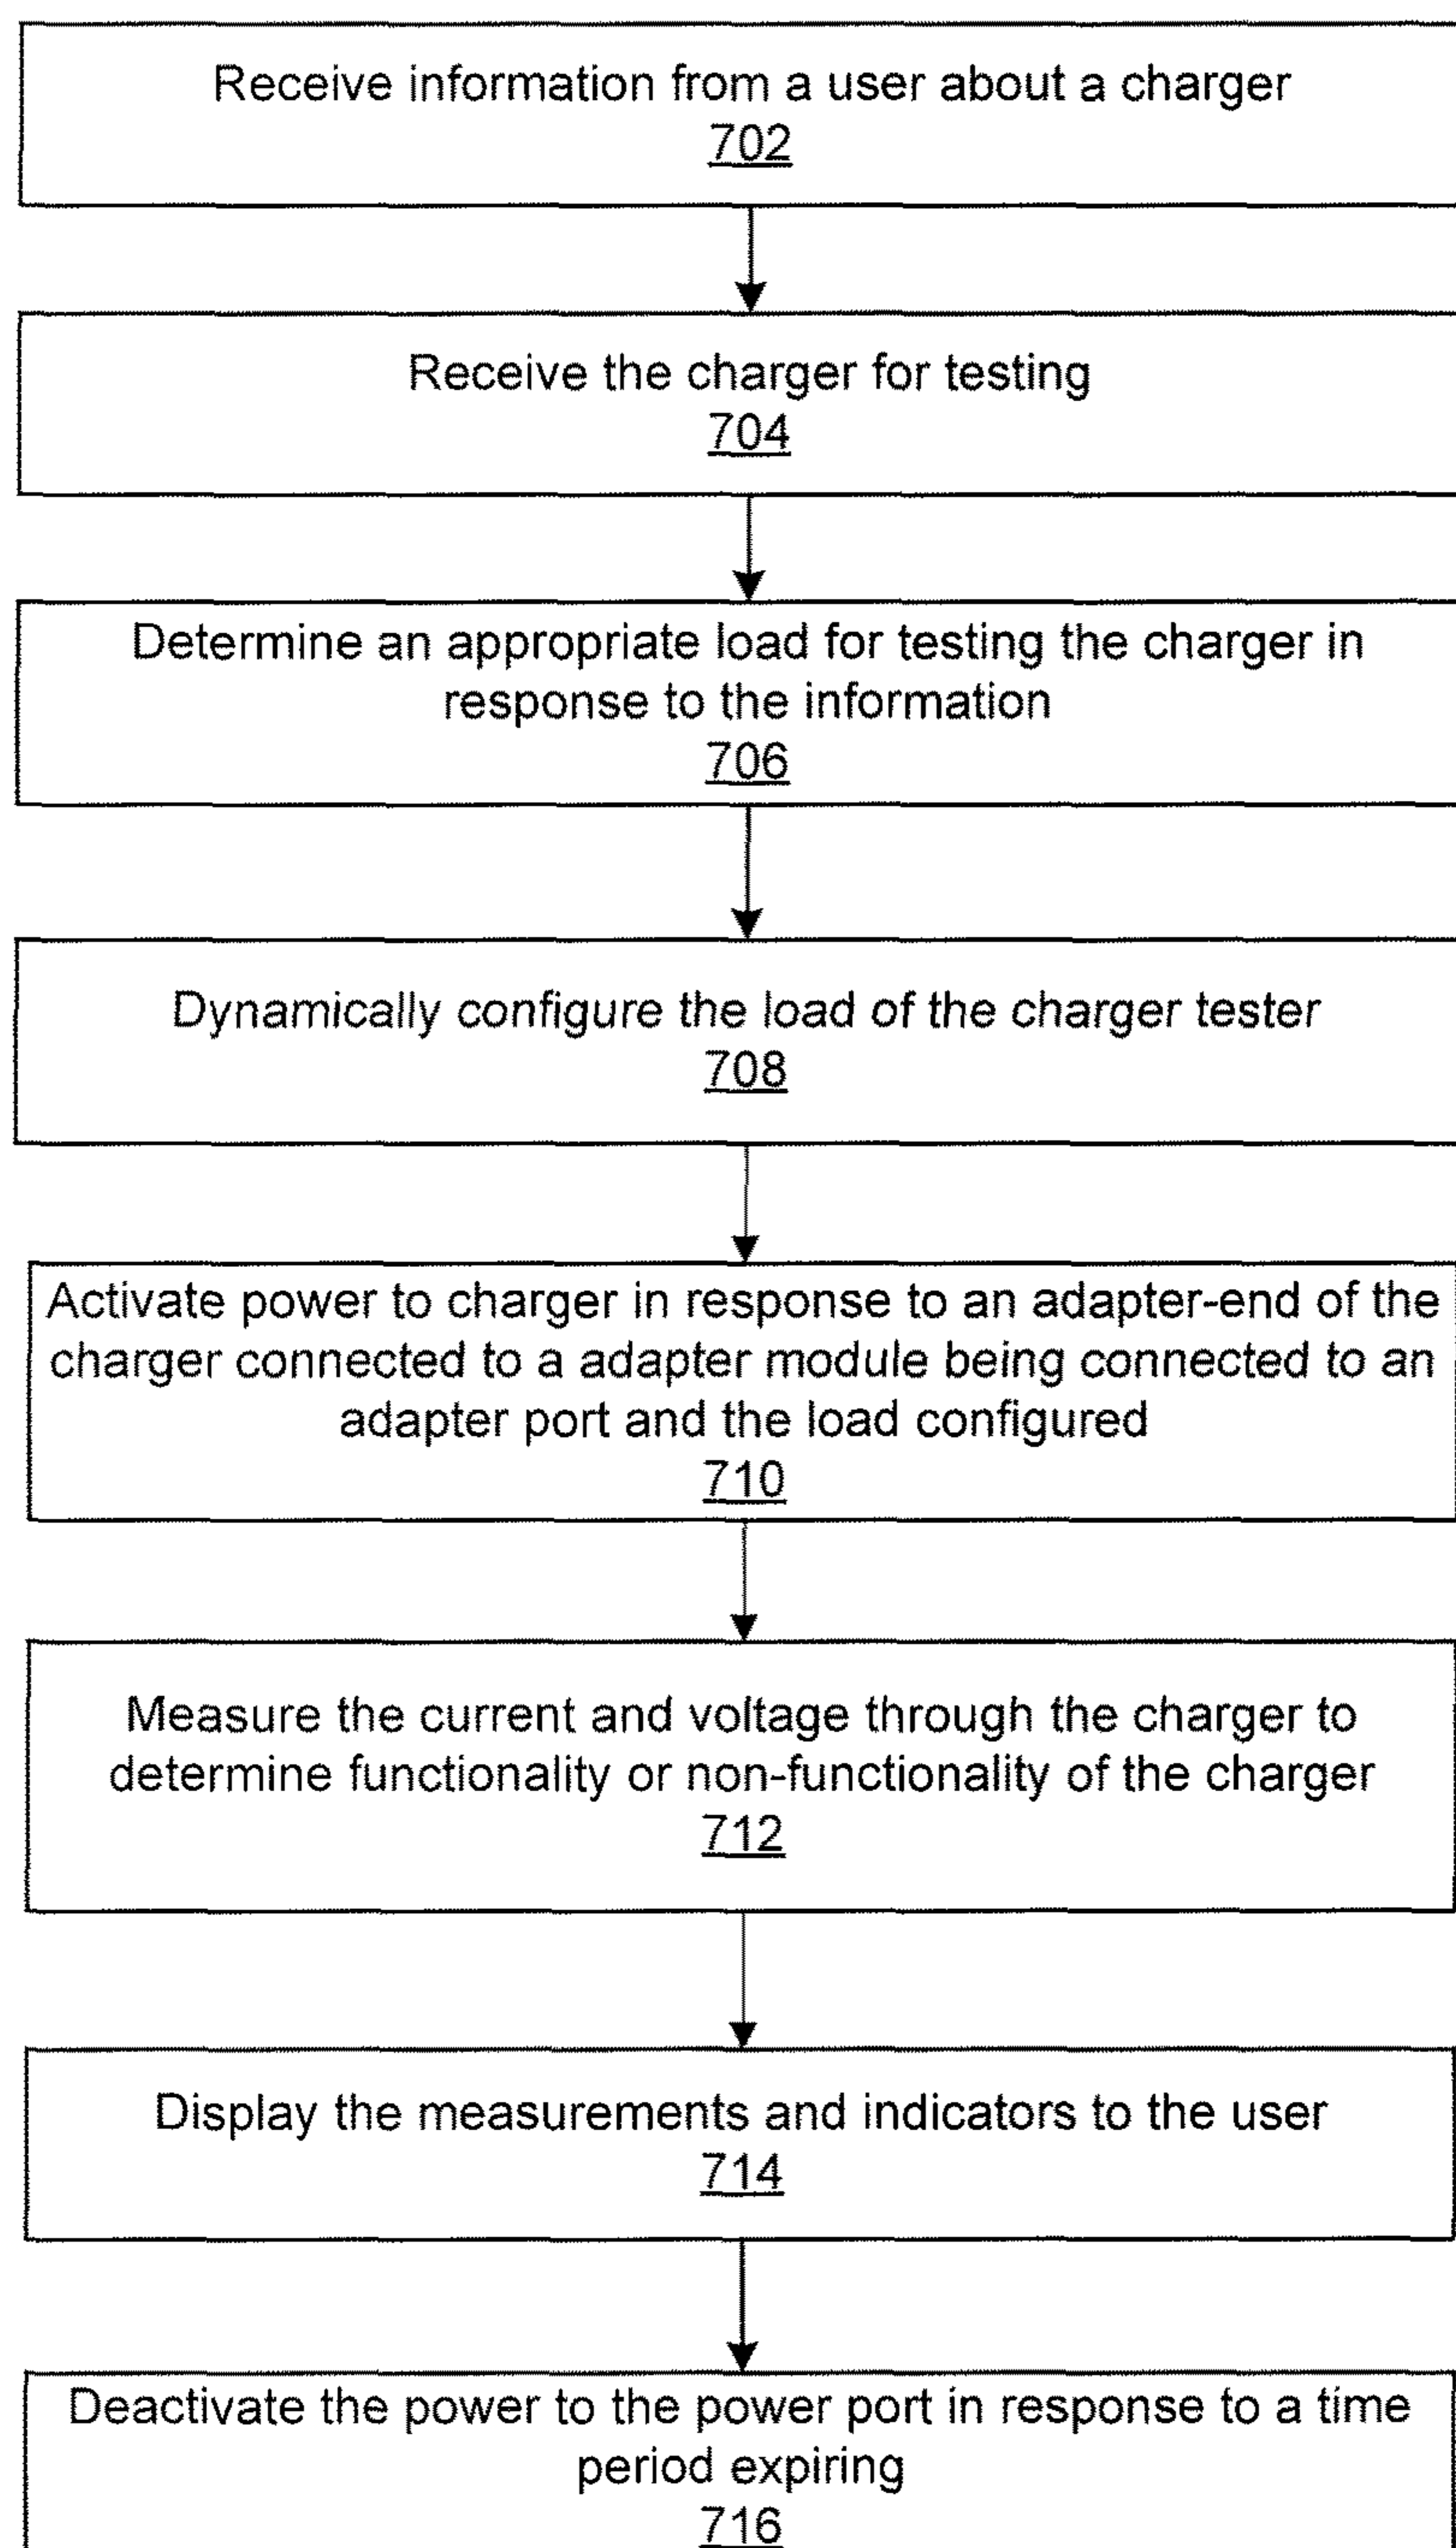 Receive information from a user about a charger
702
Receive the charger for testing
704
Determine an appropriate load for testing the charger in
response to the information
706
Dynamically configure the load of the charger tester
708
Activate power to charger in response to an adapter-end of the
charger connected to a adapter module being connected to an
adapter port and the load configured
710
Measure the current and voltage through the charger to
determine functionality or non-functionality of the charger
712
Display the measurements and indicators to the user
714
Deactivate the power to the power port in response to a time
period expiring
716